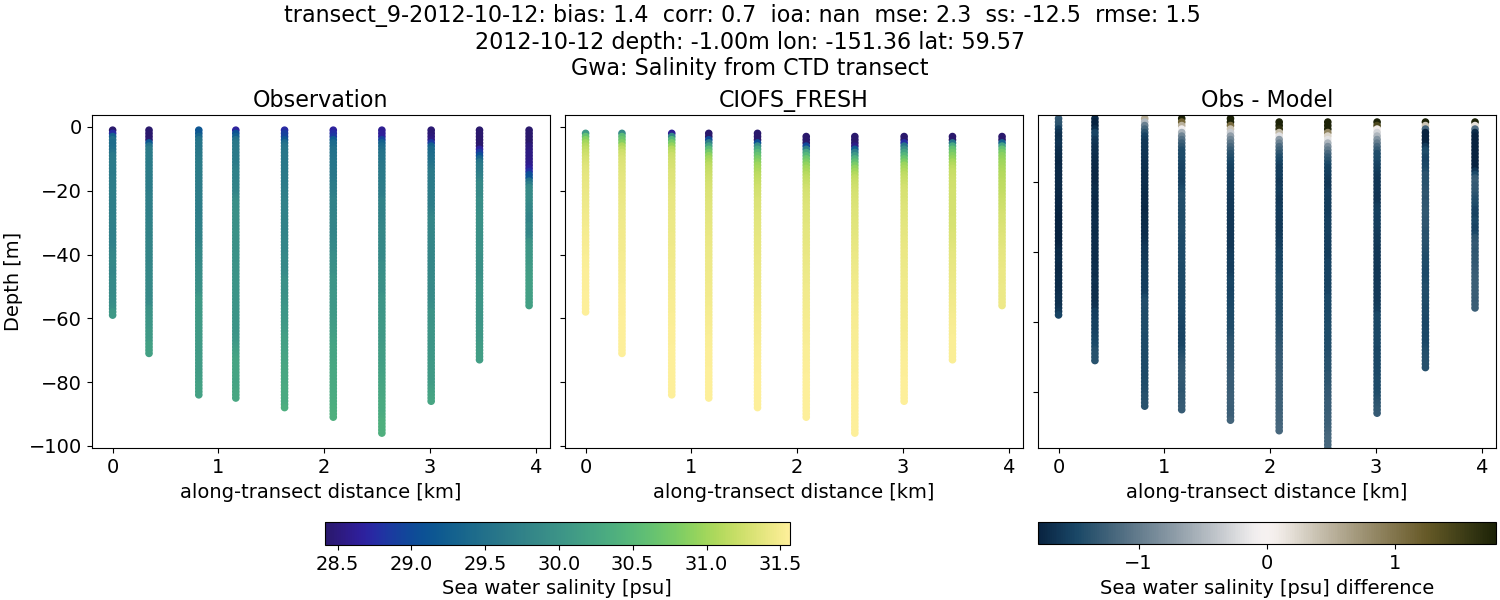 transect_9-2012-10-12: bias: 1.4  corr: 0.7  ioa: nan  mse: 2.3  ss: -12.5  rmse: 1.5
2012-10-12 depth: -1.00m lon: -151.36 lat: 59.57
Gwa: Salinity from CTD transect
Observation
CIOFS_FRESH
Obs - Model
Depth [m]
0
−20
−40
−60
−80
−100
0 1 2 3 4
0 1 2 3 4
0 1 2 3 4
along-transect distance [km]
along-transect distance [km]
along-transect distance [km]
28.5 29.0 29.5 30.0 30.5 31.0 31.5
Sea water salinity [psu]
−1 0 1
Sea water salinity [psu] difference